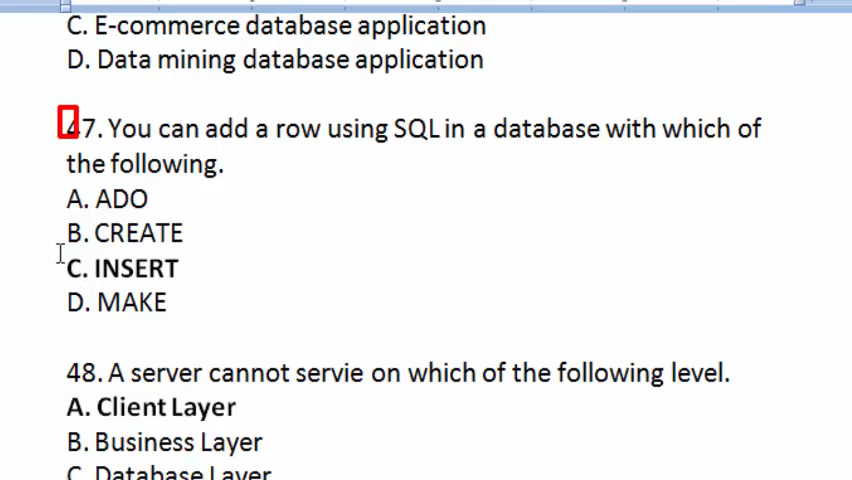 C. E-commerce database application
D. Data mining database application
47. You can add a row using SQL in a database with which of
the following.
A. ADO
B. CREATE
C. INSERT
D. MAKE
48. A server cannot servie on which of the following level.
A. Client Layer
B. Business Layer
C. Database Layer